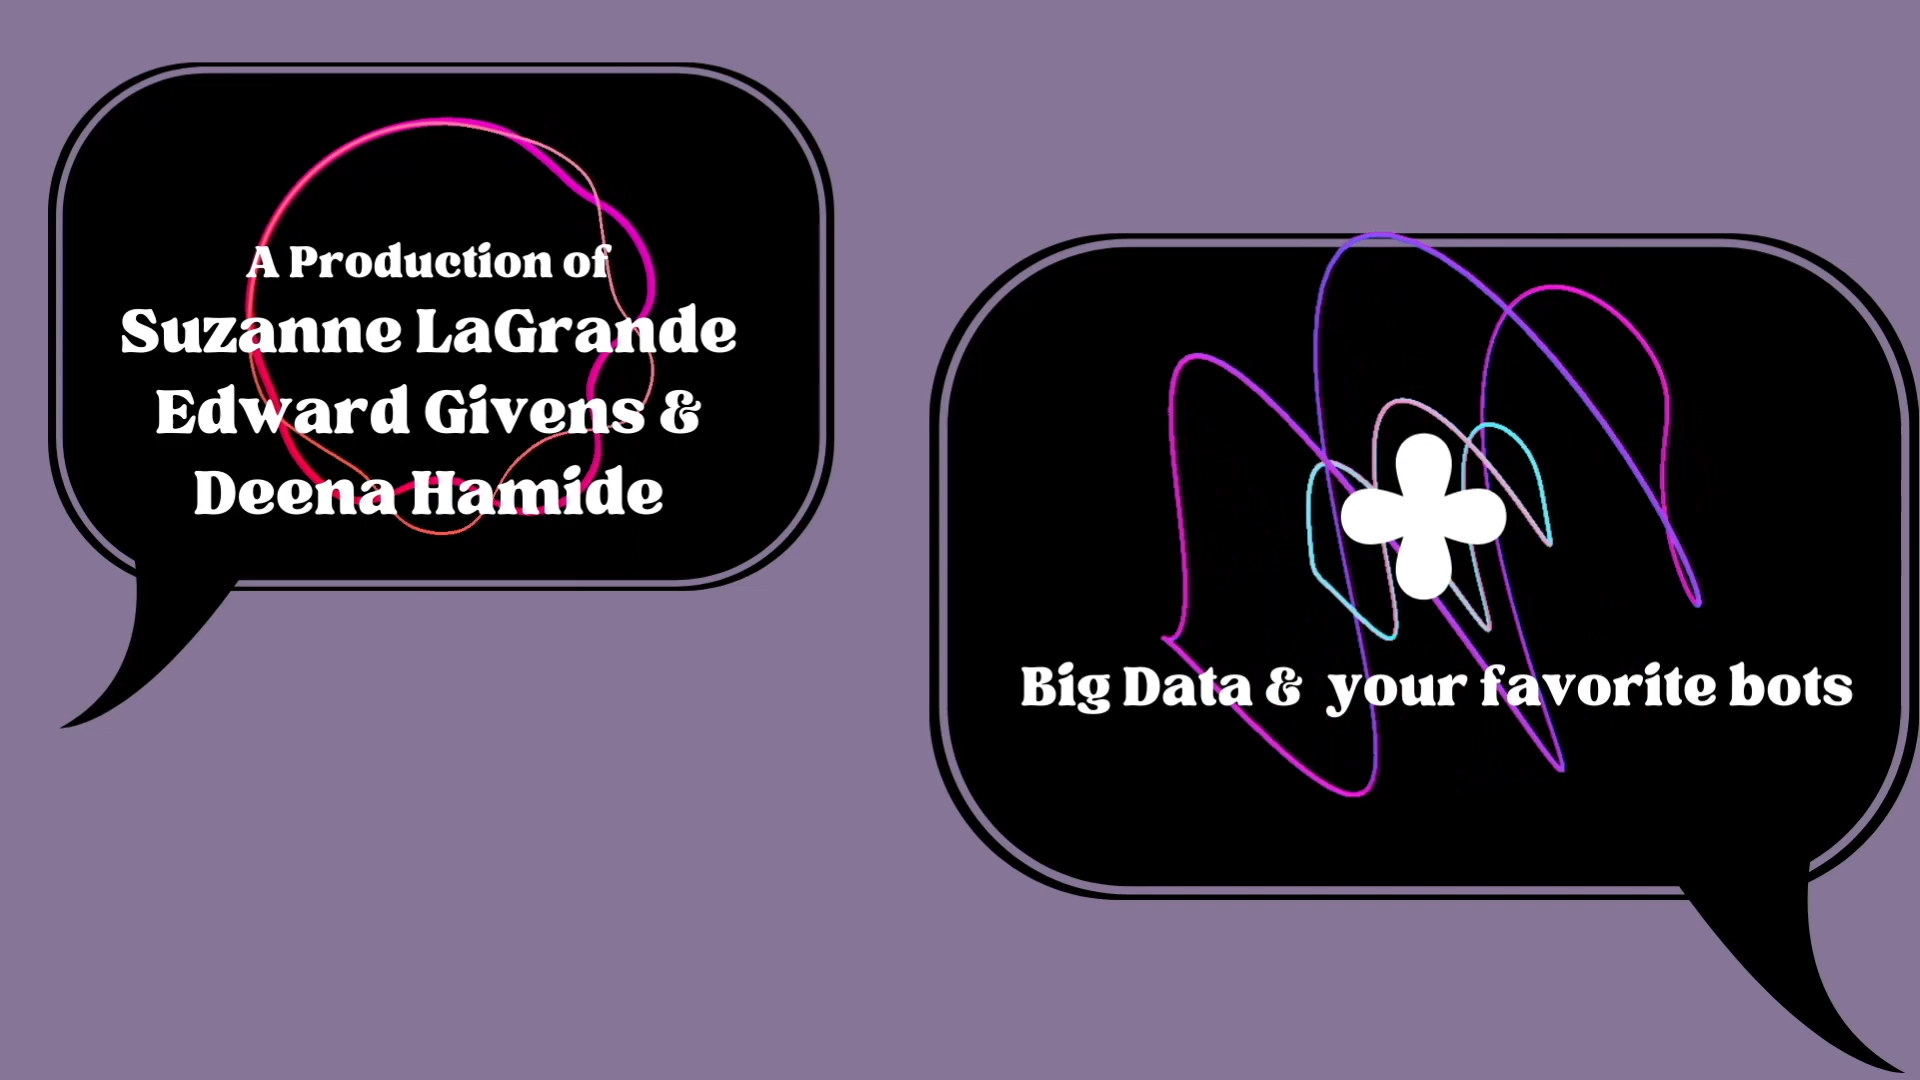 A Production of
Suzanne LaGrande
Edward Givens &
Deena Hamide
Big Data & your favorite bots